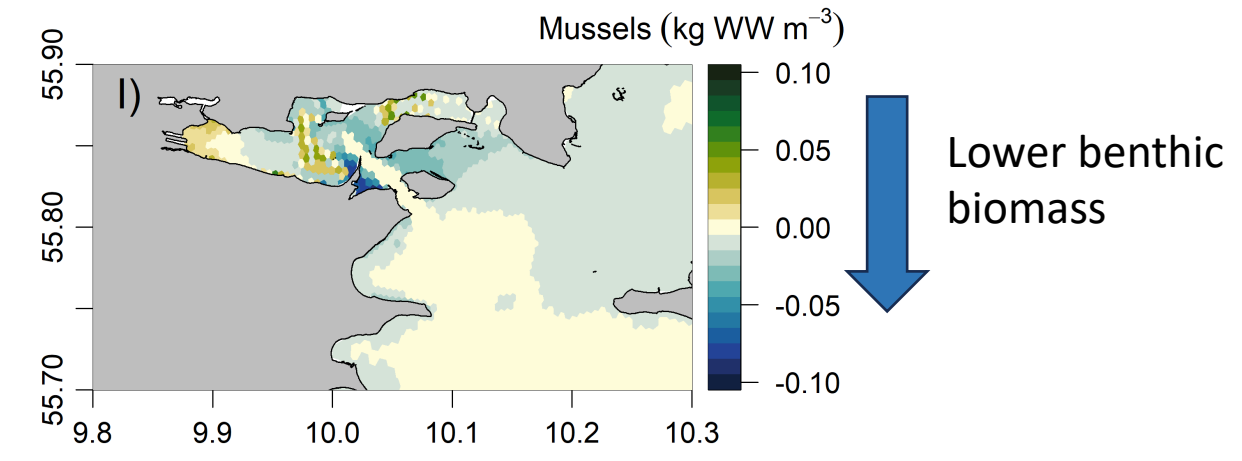 Mussels (kg WW m⁻³)
l)
55.90
55.80
55.70
9.8 9.9 10.0 10.1 10.2 10.3
0.10
0.05
0.00
-0.05
-0.10
Lower benthic
biomass